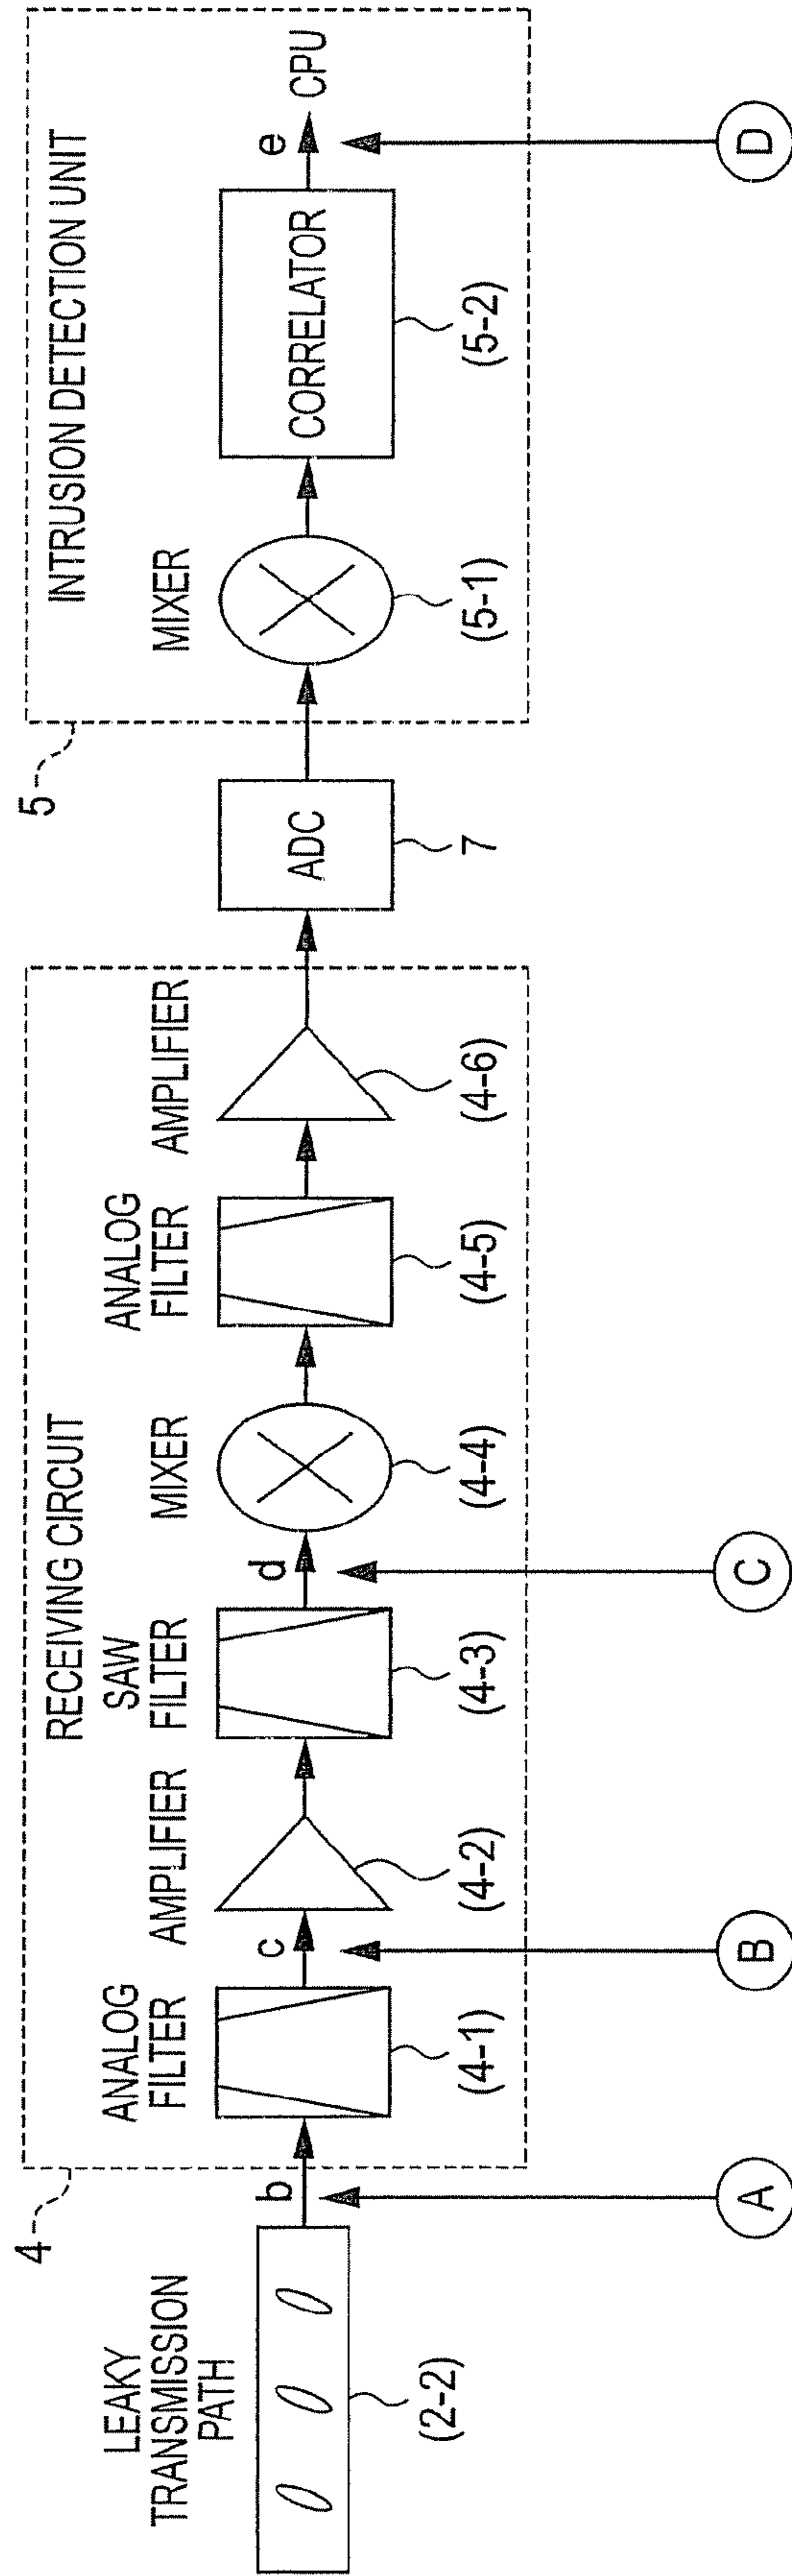 4
RECEIVING CIRCUIT
5
INTRUSION DETECTION UNIT
LEAKY
TRANSMISSION
PATH
(2-2)
b
A
ANALOG
FILTER
(4-1)
c
B
AMPLIFIER
(4-2)
SAW
FILTER
(4-3)
d
C
MIXER
(4-4)
ANALOG
FILTER
(4-5)
AMPLIFIER
(4-6)
ADC
7
MIXER
(5-1)
CORRELATOR
(5-2)
e
CPU
D